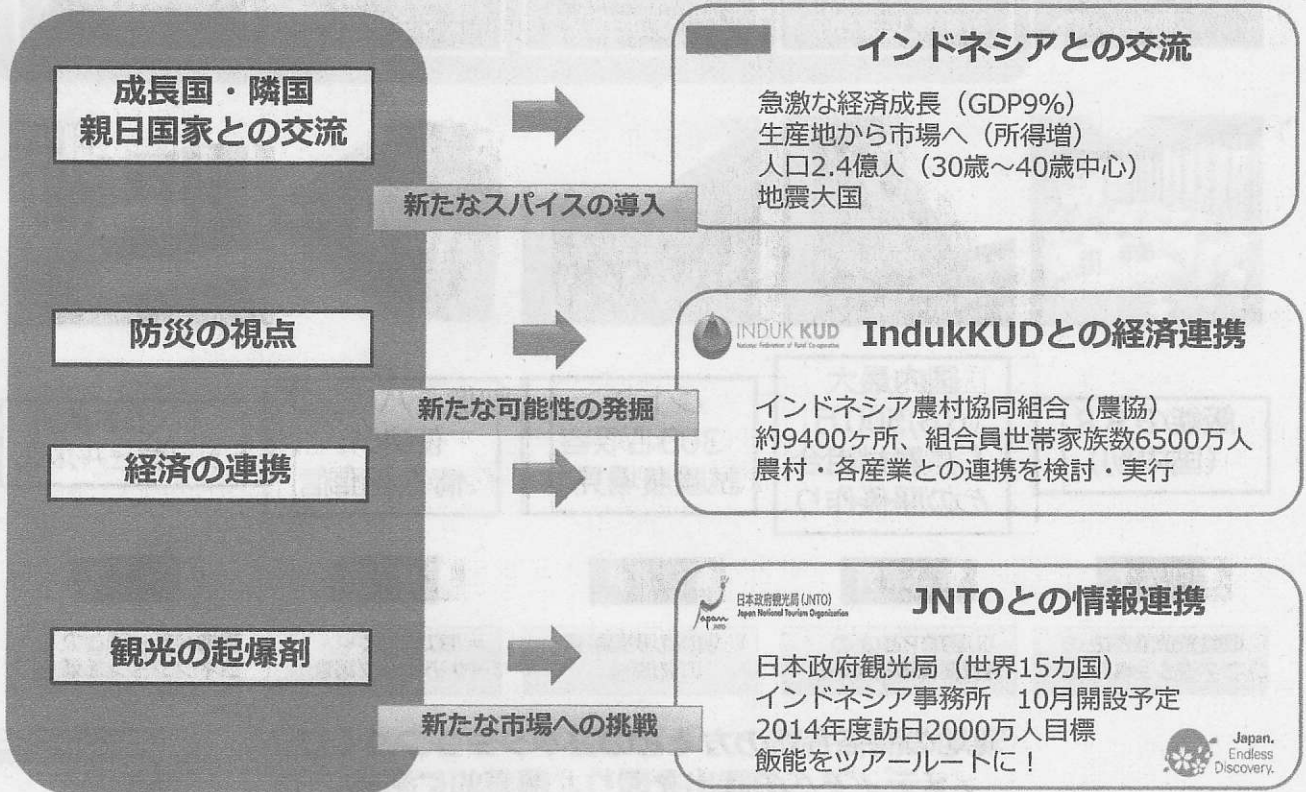 成長国・隣国
親日国家との交流
新たなスパイスの導入
インドネシアとの交流
急激な経済成長（GDP9%）
生産地から市場へ（所得増）
人口2.4億人（30歳～40歳中心）
地震大国
防災の視点
新たな可能性の発掘
経済の連携
INDUK KUD
National Federation of Rural Co-operative
IndukKUDとの経済連携
インドネシア農村協同組合（農協）
約9400ヶ所、組合員世帯家族数6500万人
農村・各産業との連携を検討・実行
観光の起爆剤
新たな市場への挑戦
Japan
JNTO
日本政府観光局(JNTO)
Japan National Tourism Organization
JNTOとの情報連携
日本政府観光局（世界15カ国）
インドネシア事務所　10月開設予定
2014年度訪日2000万人目標
飯能をツアールートに！
Japan.
Endless
Discovery.